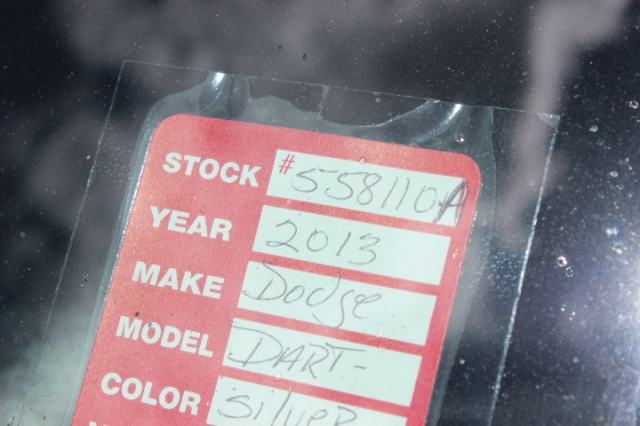 STOCK #558110A
YEAR 2013
MAKE Dodge
MODEL DART-
COLOR silver